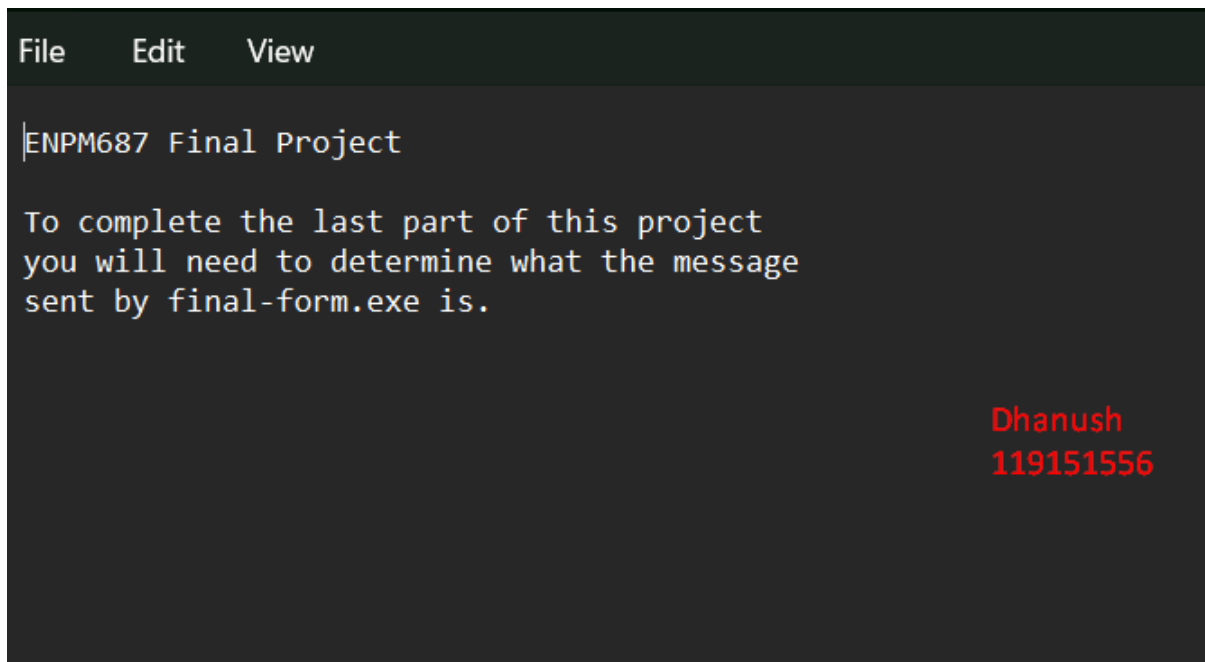 File Edit View
ENPM687 Final Project
To complete the last part of this project
you will need to determine what the message
sent by final-form.exe is.
Dhanush
119151556